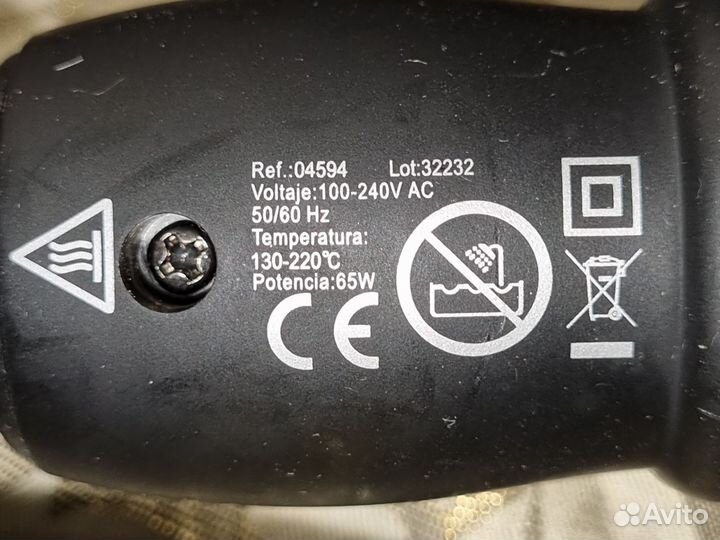 Ref.:04594 Lot:32232
Voltaje:100-240V AC
50/60 Hz
Temperatura:
130-220°C
Potencia:65W
CE
Avito